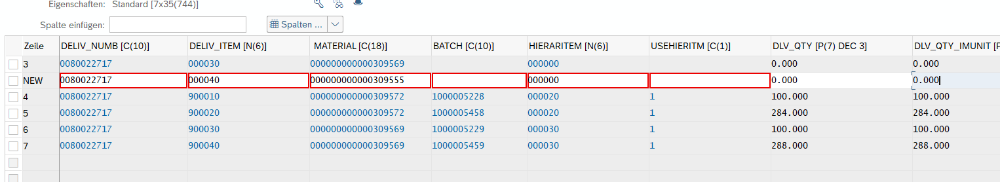 Eigenschaften: Standard [7x35(744)]
Spalte einfügen: Spalten ...
Zeile DELIV_NUMB [C(10)] DELIV_ITEM [N(6)] MATERIAL [C(18)] BATCH [C(10)] HIERARITEM [N(6)] USEHIERITM [C(1)] DLV_QTY [P(7) DEC 3] DLV_QTY_IMUNIT [P
3 0080022717 000030 000000000000309569 000000 0.000 0.000
NEW 0080022717 000040 000000000000309555 000000 0.000 0.000
4 0080022717 900010 000000000000309572 1000005228 000020 1 100.000 100.000
5 0080022717 900020 000000000000309572 1000005458 000020 1 284.000 284.000
6 0080022717 900030 000000000000309569 1000005229 000030 1 100.000 100.000
7 0080022717 900040 000000000000309569 1000005459 000030 1 288.000 288.000